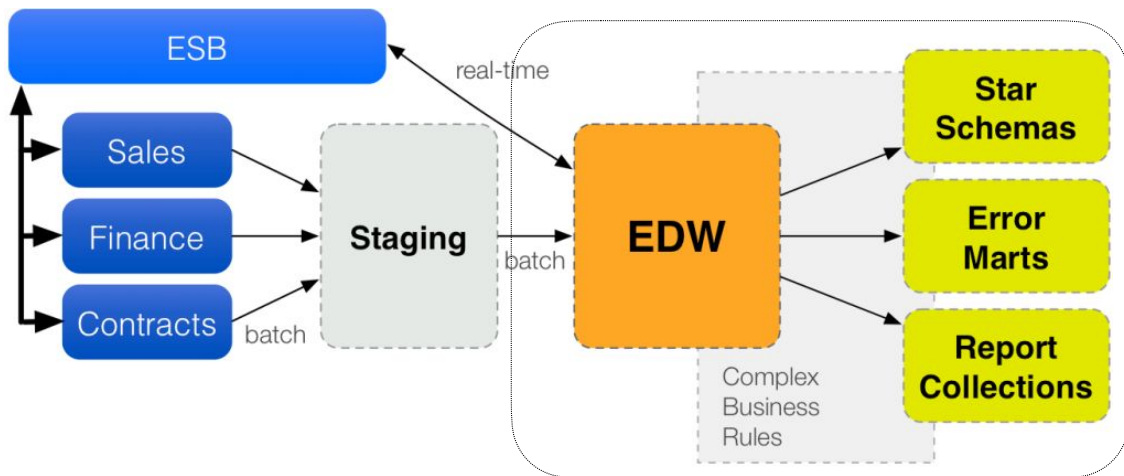 ESB
real-time
Sales
Finance
Contracts
batch
Staging
batch
EDW
Complex
Business
Rules
Star
Schemas
Error
Marts
Report
Collections